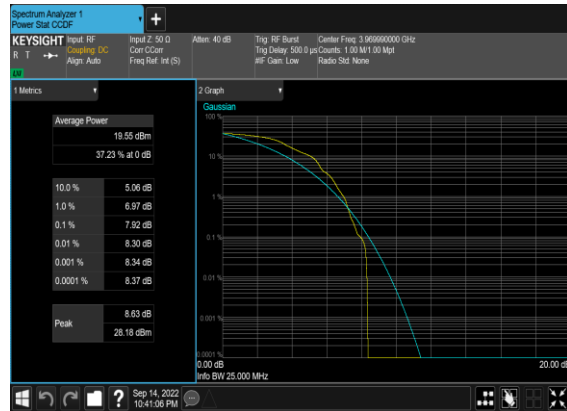 Spectrum Analyzer 1
Power Stat CCDF
KEYSIGHT
R T
Input: RF
Coupling: DC
Align: Auto
Input Z: 50 Ω
Corr CCorr
Freq Ref: Int (S)
Atten: 40 dB
Trig: RF Burst
Trig Delay: 500.0 µs
#IF Gain: Low
Center Freq: 3.969990000 GHz
Counts: 1.00 M/1.00 Mpt
Radio Std: None
1 Metrics
Average Power
19.55 dBm
37.23 % at 0 dB
10.0 % 5.06 dB
1.0 % 6.97 dB
0.1 % 7.92 dB
0.01 % 8.30 dB
0.001 % 8.34 dB
0.0001 % 8.37 dB
Peak
8.63 dB
28.18 dBm
2 Graph
Gaussian
100 %
10 %
1 %
0.1 %
0.01 %
0.001 %
0.0001 %
0.00 dB
20.00 dB
Info BW 25.000 MHz
?
Sep 14, 2022
10:41:06 PM